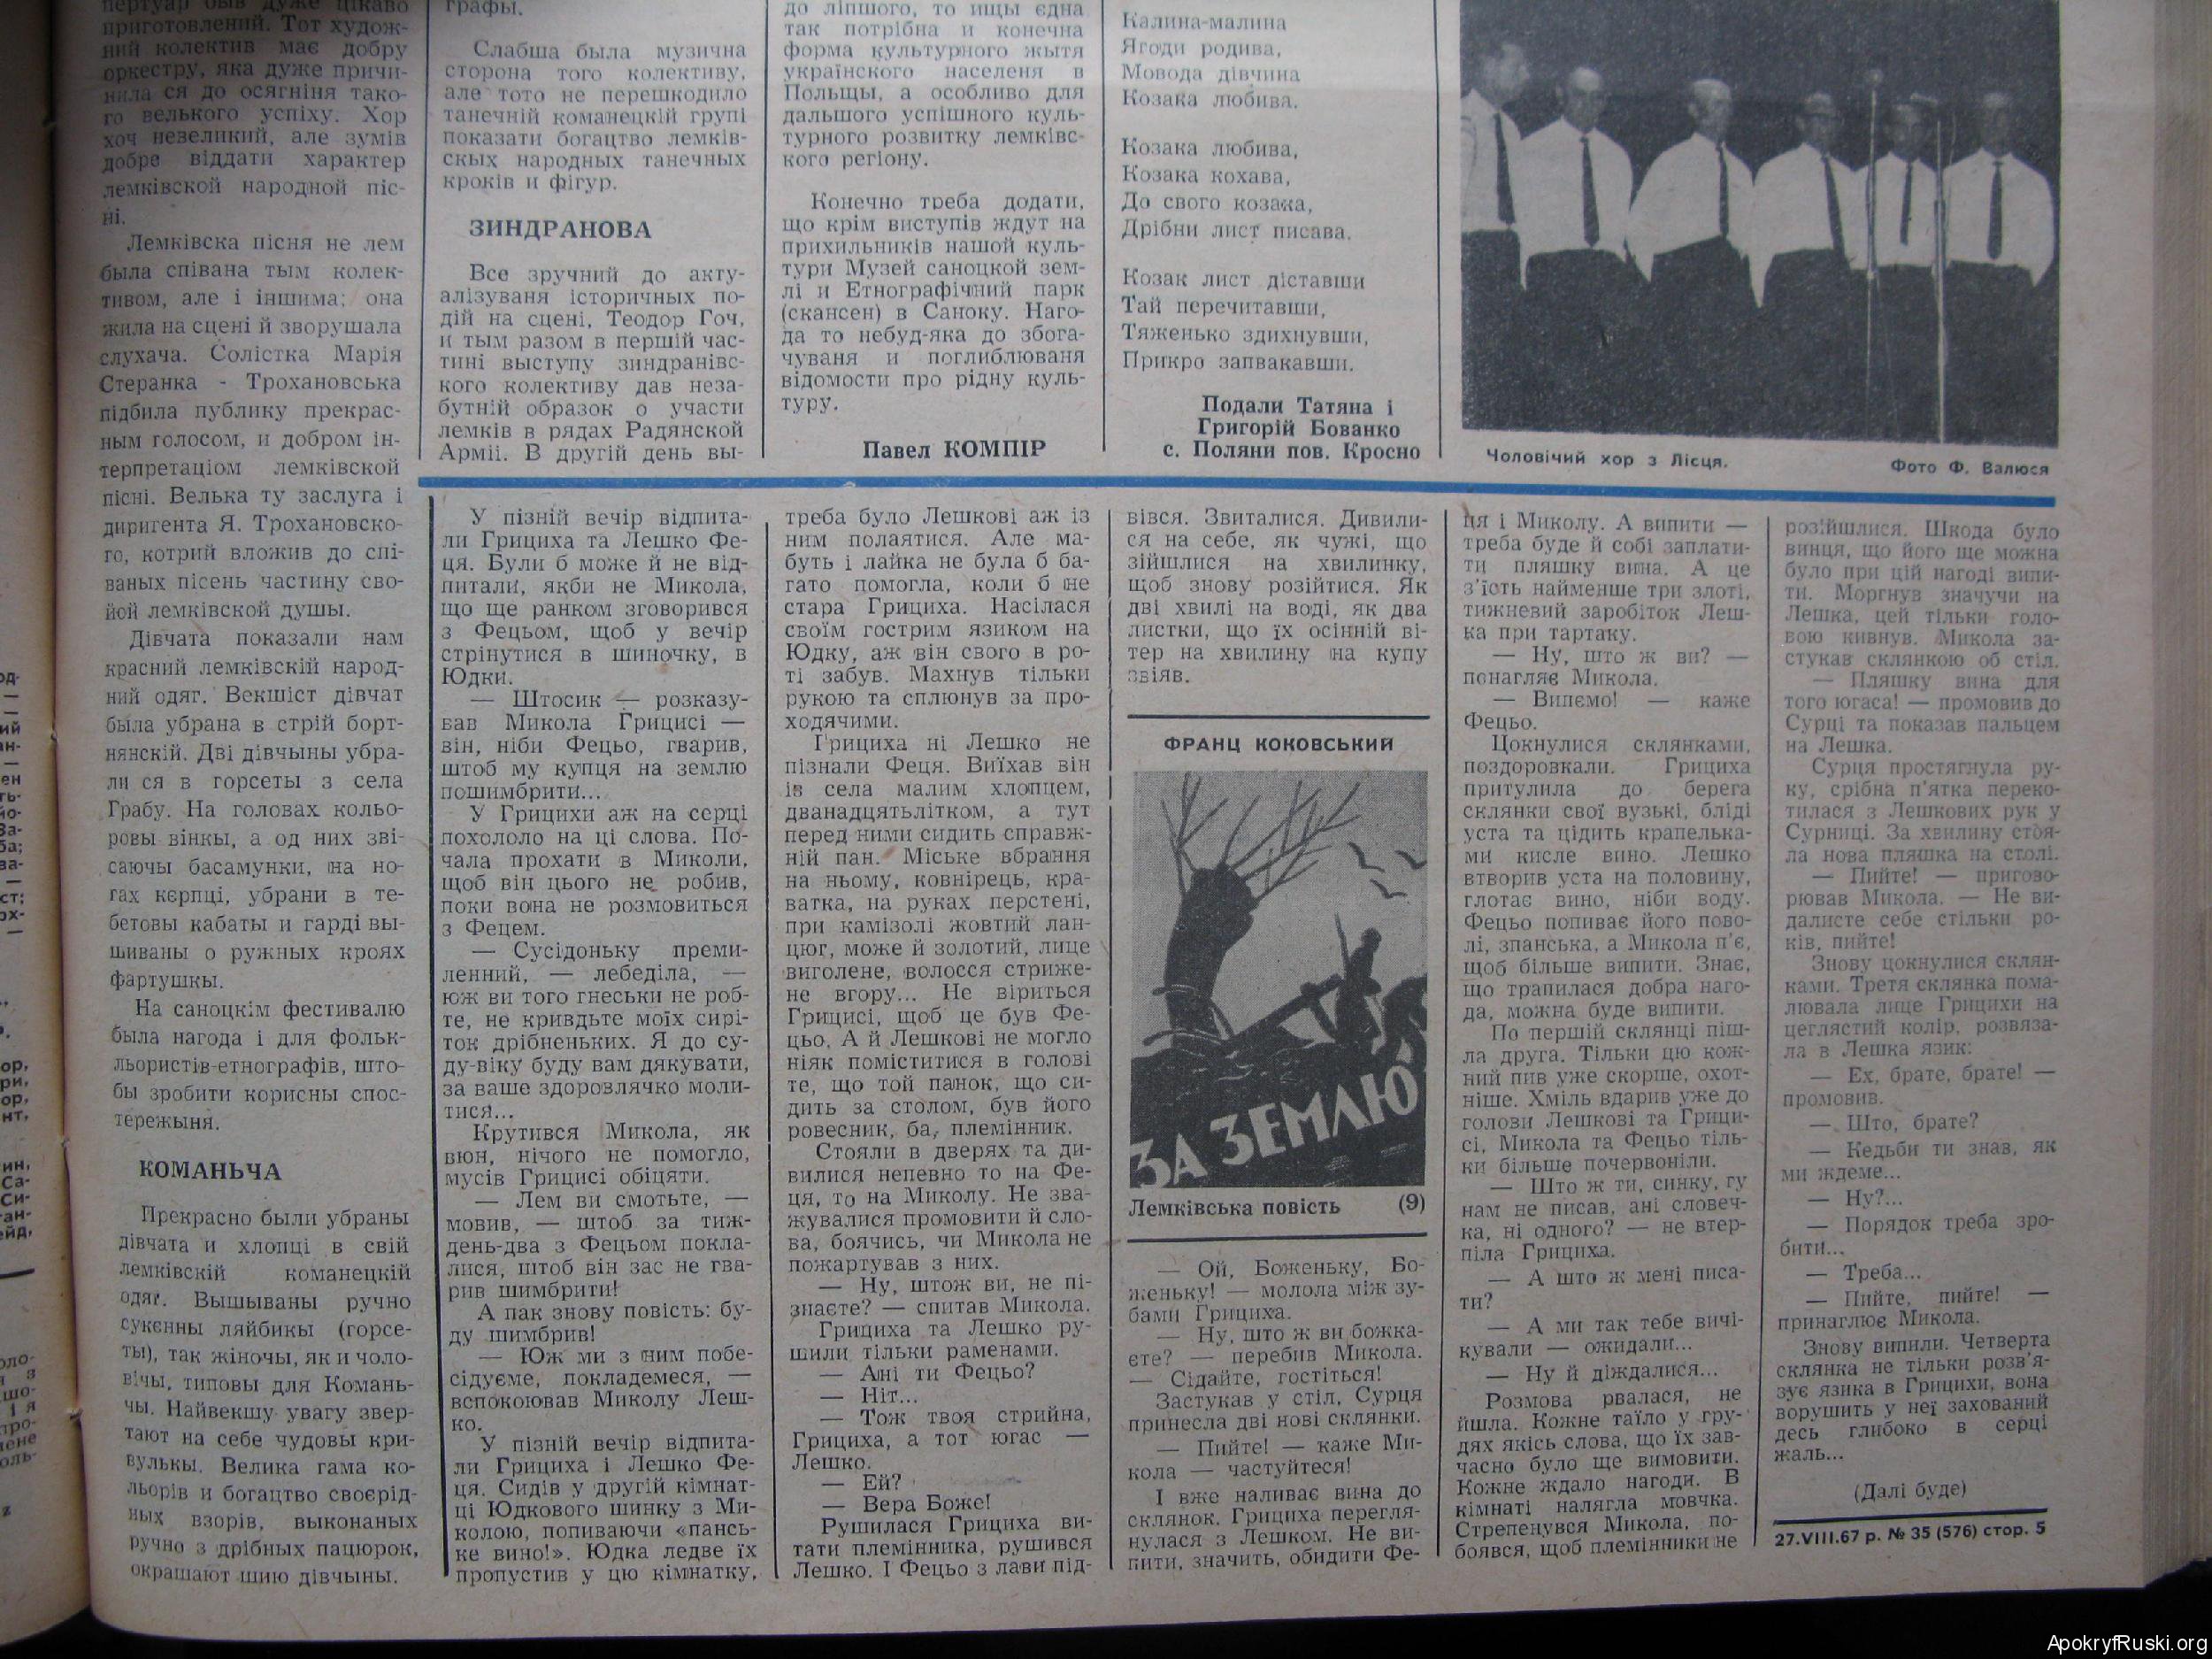 пертуар быв дуже цікаво
приготовлений. Тот худож-
ний колектив має добру
оркестру, яка дуже причи-
нила ся до осягніня тако-
го велького успіху. Хор
хоч невеликий, але зумів
добре віддати характер
лемківской народной піс-
ні.
Лемківска пісня не лем
была співана тым колек-
тивом, але і іншима; она
жила на сцені й зворушала
слухача. Солістка Марія
Стеранка - Трохановська
підбила публику прекрас-
ным голосом, и добром ін-
терпретаціом лемківской
пісні. Велька ту заслуга і
диригента Я. Трохановско-
го, котрий вложив до спі-
ваных пісень частину сво-
йой лемківской душы.
Дівчата показали нам
красний лемківскій народ-
ний одяг. Векшіст дівчат
была убрана в стрій борт-
нянскій. Дві дівчыны убра-
ли ся в горсеты з села
Грабу. На головах кольо-
ровы вінкы, а од них зві-
саючы басамунки, на но-
гах кєрпці, убрани в те-
бетовы кабаты и гарді вы-
шиваны о ружных кроях
фартушкы.
На саноцкім фестивалю
была нагода і для фольк-
льористів-етнографів, што-
бы зробити корисны спос-
тережыня.
КОМАНЬЧА
Прекрасно были убраны
дівчата и хлопці в свій
лемківскій команецкій
одяг. Вышываны ручно
сукєнны ляйбикы (горсе-
ты), так жіночы, як и чоло-
вічы, типовы для Комань-
чы. Найвекшу увагу звер-
тают на себе чудовы кри-
вулькы. Велика гама ко-
льорів и богацтво своєрід-
ных взорів, выконаных
ручно з дрібных пацюрок,
окрашают шию дівчыны.
графы.
Слабша была музична
сторона того колективу,
але тото не перешкодило
танечній команецкій групі
показати богацтво лемків-
скых народных танечных
кроків и фігур.
ЗИНДРАНОВА
Все зручний до акту-
алізуваня історичных по-
дій на сцені, Теодор Гоч,
и тым разом в першій час-
тині выступу зиндранівс-
кого колективу дав неза-
бутній образок о участи
лемків в рядах Радянской
Армії. В другій день вы-
до ліпшого, то ищы єдна
так потрібна и конечна
форма культурного жытя
українского населеня в
Польщы, а особливо для
дальшого успішного куль-
турного розвитку лемківс-
кого регіону.
Конечно треба додати,
що крім виступів ждут на
прихильників нашой куль-
тури Музей саноцкой зем-
лі и Етнографічний парк
(скансен) в Саноку. Наго-
да то небуд-яка до збога-
чуваня и поглиблюваня
відомости про рідну куль-
туру.
Павел КОМПІР
Калина-малина
Ягоди родива,
Мовода дівчина
Козака любива.
Козака любива,
Козака кохава,
До свого козака,
Дрібни лист писава.
Козак лист діставши
Тай перечитавши,
Тяженько здихнувши,
Прикро запвакавши.
Подали Татяна і
Григорій Бованко
с. Поляни пов. Кросно
Чоловічий хор з Лісця.
Фото Ф. Валюся
У пізній вечір відпита-
ли Грициха та Лешко Фе-
ця. Були б може й не від-
питали, якби не Микола,
що ще ранком зговорився
з Фецьом, щоб у вечір
стрінутися в шиночку, в
Юдки.
— Штосик — розказу-
вав Микола Грицисі —
він, ніби Фецьо, гварив,
штоб му купця на землю
пошимбрити...
У Грицихи аж на серці
похололо на ці слова. По-
чала прохати в Миколи,
щоб він цього не робив,
поки вона не розмовиться
з Фецем.
— Сусідоньку преми-
ленний, — лебеділа, —
юж ви того гнеськи не роб-
те, не кривдьте моїх сирі-
ток дрібненьких. Я до су-
ду-віку буду вам дякувати,
за ваше здоровлячко моли-
тися...
Крутився Микола, як
вюн, нічого не помогло,
мусів Грицисі обіцяти.
— Лем ви смотьте, —
мовив, — штоб за тиж-
день-два з Фецьом покла-
лися, штоб він зас не гва-
рив шимбрити!
А пак знову повість: бу-
ду шимбрив!
— Юж ми з ним побе-
сідуєме, покладемеся, —
вспокоював Миколу Леш-
ко.
У пізній вечір відпита-
ли Грициха і Лешко Фе-
ця. Сидів у другій кімнат-
ці Юдкового шинку з Ми-
колою, попиваючи «пансь-
ке вино!». Юдка ледве їх
пропустив у цю кімнатку,
треба було Лешкові аж із
ним полаятися. Але ма-
буть і лайка не була б ба-
гато помогла, коли б не
стара Грициха. Насілася
своїм гострим язиком на
Юдку, аж він свого в ро-
ті забув. Махнув тільки
рукою та сплюнув за про-
ходячими.
Грициха ні Лешко не
пізнали Феця. Виїхав він
із села малим хлопцем,
дванадцятьлітком, а тут
перед ними сидить справж-
ній пан. Міське вбрання
на ньому, ковнірець, кра-
ватка, на руках перстені,
при камізолі жовтий лан-
цюг, може й золотий, лице
виголене, волосся стриже-
не вгору... Не віриться
Грицисі, щоб це був Фе-
цьо. А й Лешкові не могло
ніяк поміститися в голові
те, що той панок, що си-
дить за столом, був його
ровесник, ба, племінник.
Стояли в дверях та ди-
вилися непевно то на Фе-
ця, то на Миколу. Не зва-
жувалися промовити й сло-
ва, боячись, чи Микола не
пожартував з них.
— Ну, штож ви, не пі-
знаєте? — спитав Микола.
Грициха та Лешко ру-
шили тільки раменами.
— Ані ти Фецьо?
— Ніт...
— Тож твоя стрийна,
Грициха, а тот югас —
Лешко.
— Ей?
— Вера Боже!
Рушилася Грициха ви-
тати племінника, рушився
Лешко. І Фецьо з лави під-
вівся. Звиталися. Дивили-
ся на себе, як чужі, що
зійшлися на хвилинку,
щоб знову розійтися. Як
дві хвилі на воді, як два
листки, що їх осінній ві-
тер на хвилину на купу
звіяв.
ФРАНЦ КОКОВСЬКИЙ
ЗА ЗЕМЛЮ
Лемківська повість (9)
— Ой, Боженьку, Бо-
женьку! — молола між зу-
бами Грициха.
— Ну, што ж ви божка-
єте? — перебив Микола.
— Сідайте, гостіться!
Застукав у стіл, Сурця
принесла дві нові склянки.
— Пийте! — каже Ми-
кола — частуйтеся!
І вже наливає вина до
склянок. Грициха перегля-
нулася з Лешком. Не ви-
пити, значить, обидити Фе-
ця і Миколу. А випити —
треба буде й собі заплати-
ти пляшку вина. А це
з'їсть найменше три злоті,
тижневий заробіток Леш-
ка при тартаку.
— Ну, што ж ви? —
понагляє Микола.
— Випємо! — каже
Фецьо.
Цокнулися склянками,
поздоровкали. Грициха
притулила до берега
склянки свої вузькі, бліді
уста та цідить крапелька-
ми кисле вино. Лешко
втворив уста на половину,
глотає вино, ніби воду.
Фецьо попиває його пово-
лі, зпанська, а Микола п'є,
щоб більше випити. Знає,
що трапилася добра наго-
да, можна буде випити.
По першій склянці піш-
ла друга. Тільки цю кож-
ний пив уже скорше, охот-
ніше. Хміль вдарив уже до
голови Лешкові та Грици-
сі, Микола та Фецьо тіль-
ки більше почервоніли.
— Што ж ти, синку, гу
нам не писав, ані словеч-
ка, ні одного? — не втер-
піла Грициха.
— А што ж мені писа-
ти?
— А ми так тебе вичі-
кували — ожидали...
— Ну й діждалися...
Розмова рвалася, не
йшла. Кожне таїло у гру-
дях якісь слова, що їх зав-
часно було ще вимовити.
Кожне ждало нагоди. В
кімнаті налягла мовчка.
Стрепенувся Микола, по-
боявся, щоб племінники не
розійшлися. Шкода було
винця, що його ще можна
було при цій нагоді випи-
ти. Моргнув значучи на
Лешка, цей тільки голо-
вою кивнув. Микола за-
стукав склянкою об стіл.
— Пляшку вина для
того югаса! — промовив до
Сурці та показав пальцем
на Лешка.
Сурця простягнула ру-
ку, срібна п'ятка переко-
тилася з Лешкових рук у
Сурниці. За хвилину стоя-
ла нова пляшка на столі.
— Пийте! — пригово-
рював Микола. — Не ви-
далисте себе стільки ро-
ків, пийте!
Знову цокнулися склян-
ками. Третя склянка пома-
лювала лице Грицихи на
цеглястий колір, розвяза-
ла в Лешка язик:
— Ех, брате, брате! —
промовив.
— Што, брате?
— Кедьби ти знав, як
ми ждеме...
— Ну?...
— Порядок треба зро-
бити...
— Треба...
— Пийте, пийте! —
принаглює Микола.
Знову випили. Четверта
склянка не тільки розв'я-
зує язика в Грицихи, вона
ворушить у неї захований
десь глибоко в серці
жаль...
(Далі буде)
27.VIII.67 р. № 35 (576) стор. 5
ApokryfRuski.org